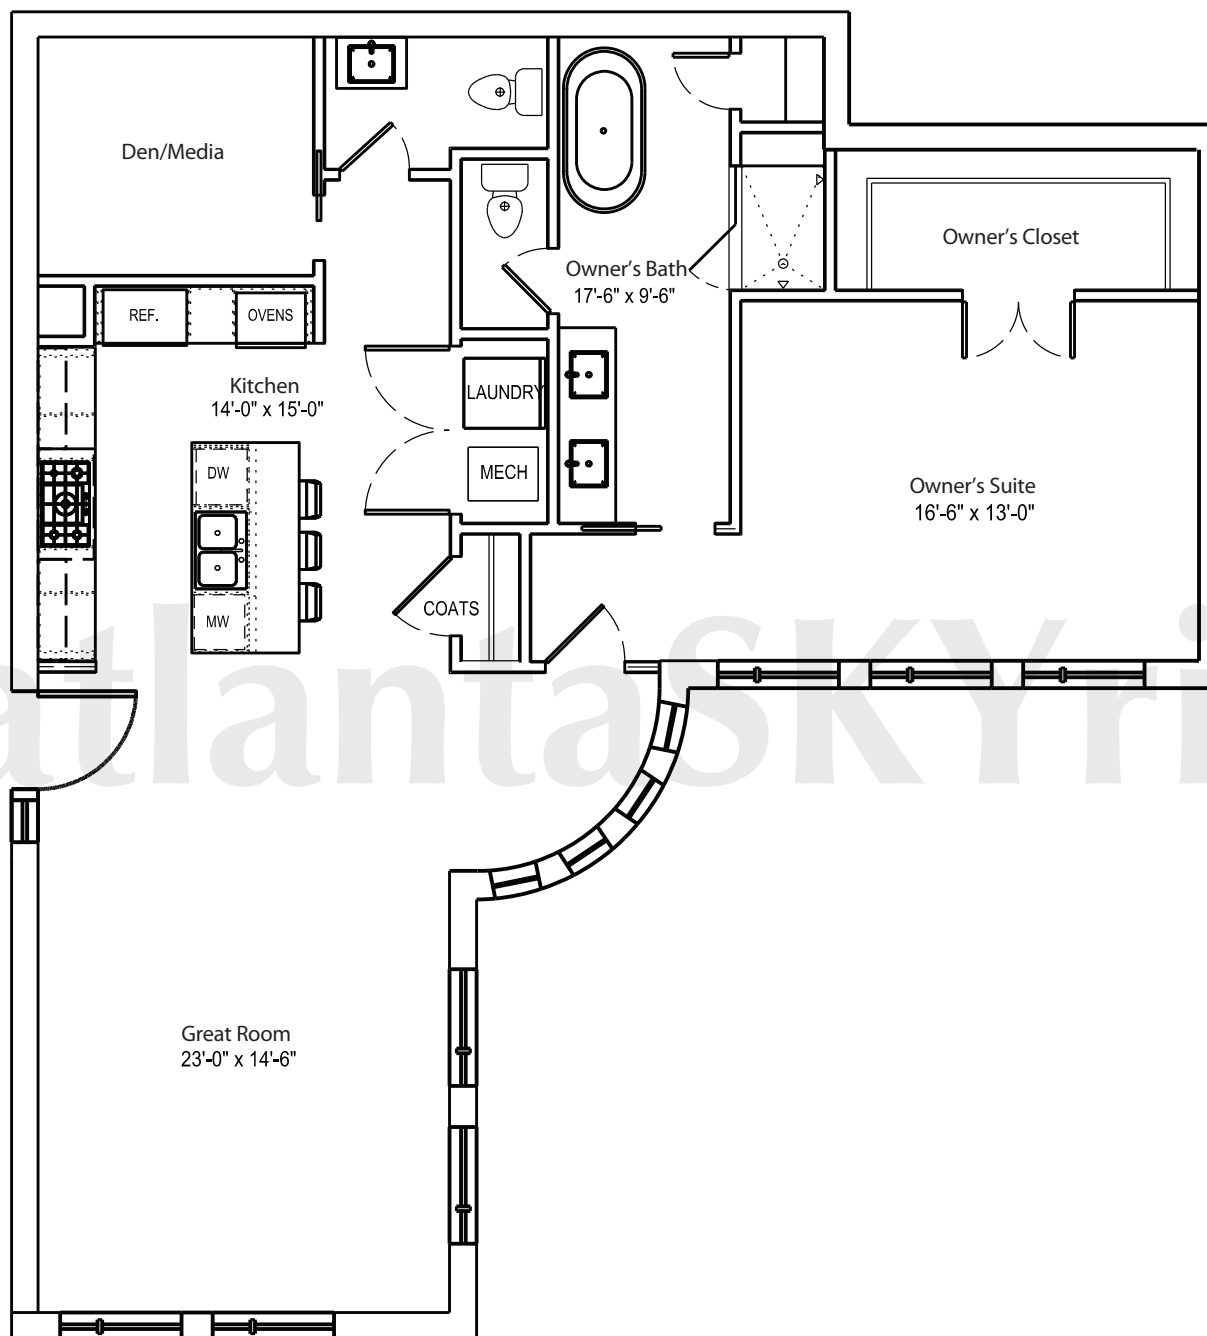 Den/Media
Owner's Closet
Owner's Bath
17'-6" x 9'-6"
REF.
OVENS
Kitchen
14'-0" x 15'-0"
LAUNDRY
DW
MECH
Owner's Suite
16'-6" x 13'-0"
MW
COATS
atlantaSKYri
Great Room
23'-0" x 14'-6"